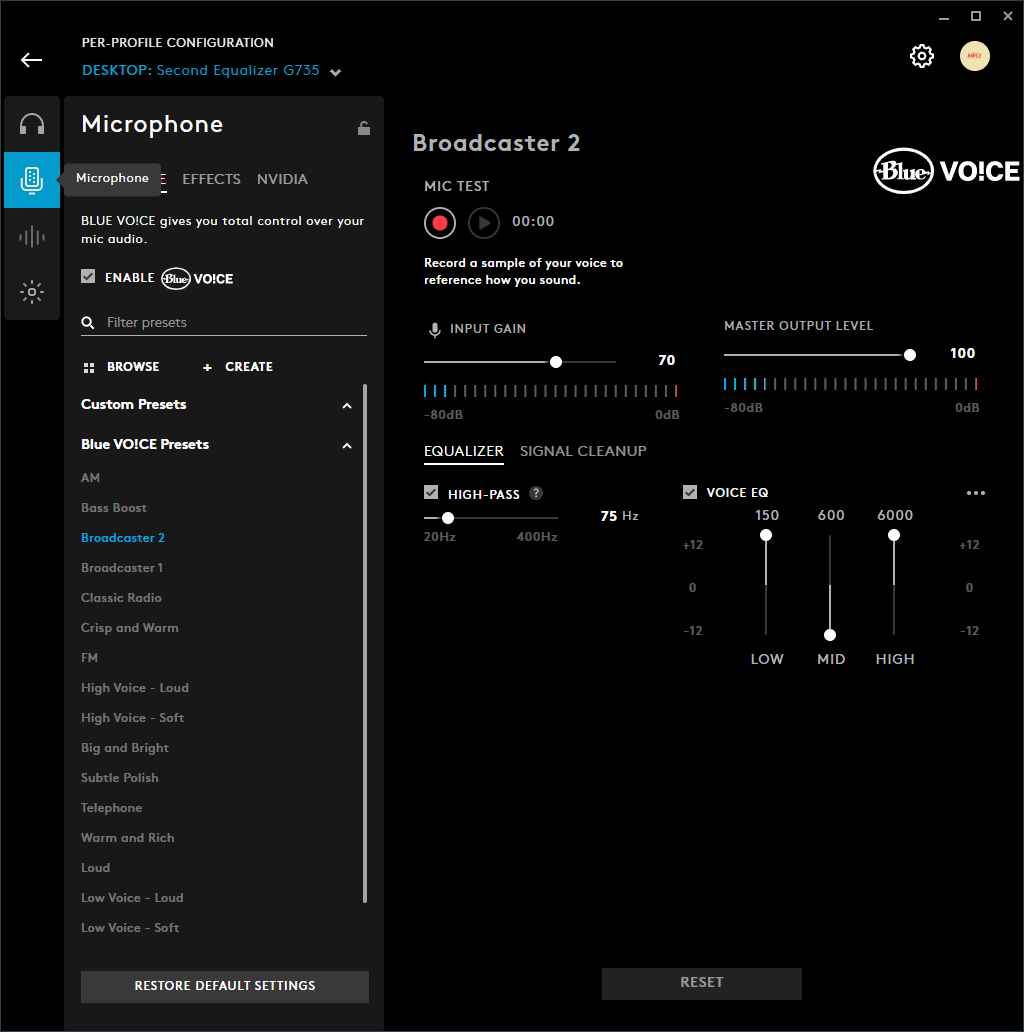 PER-PROFILE CONFIGURATION
DESKTOP: Second Equalizer G735
Microphone
Microphone
E
EFFECTS
NVIDIA
BLUE VO!CE gives you total control over your
mic audio.
ENABLE Blue VO!CE
Filter presets
BROWSE
+ CREATE
Custom Presets
Blue VO!CE Presets
AM
Bass Boost
Broadcaster 2
Broadcaster 1
Classic Radio
Crisp and Warm
FM
High Voice - Loud
High Voice - Soft
Big and Bright
Subtle Polish
Telephone
Warm and Rich
Loud
Low Voice - Loud
Low Voice - Soft
RESTORE DEFAULT SETTINGS
Broadcaster 2
Blue VO!CE
MIC TEST
00:00
Record a sample of your voice to
reference how you sound.
INPUT GAIN
70
-80dB
0dB
MASTER OUTPUT LEVEL
100
-80dB
0dB
EQUALIZER
SIGNAL CLEANUP
HIGH-PASS ?
75 Hz
20Hz
400Hz
VOICE EQ
150
600
6000
+12
+12
0
0
-12
-12
LOW
MID
HIGH
RESET